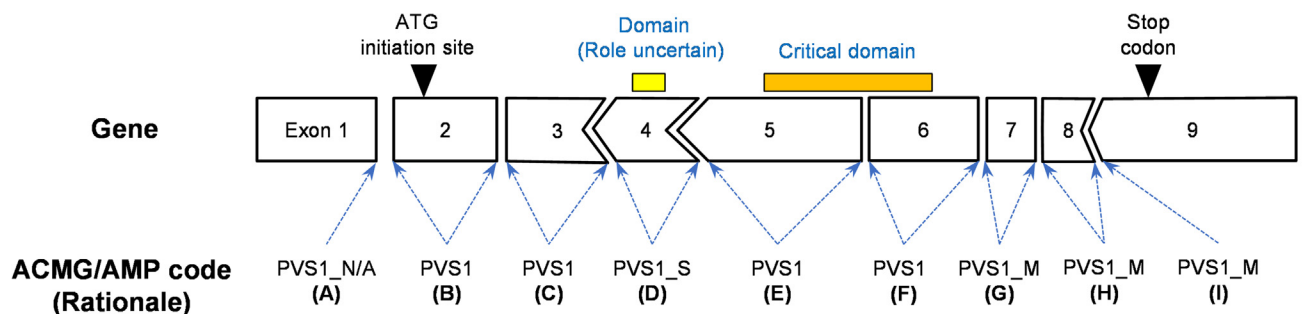 ATG
initiation site
Domain
(Role uncertain)
Critical domain
Stop
codon
Gene
Exon 1
2
3
4
5
6
7
8
9
ACMG/AMP code
(Rationale)
PVS1_N/A
(A)
PVS1
(B)
PVS1
(C)
PVS1_S
(D)
PVS1
(E)
PVS1
(F)
PVS1_M
(G)
PVS1_M
(H)
PVS1_M
(I)